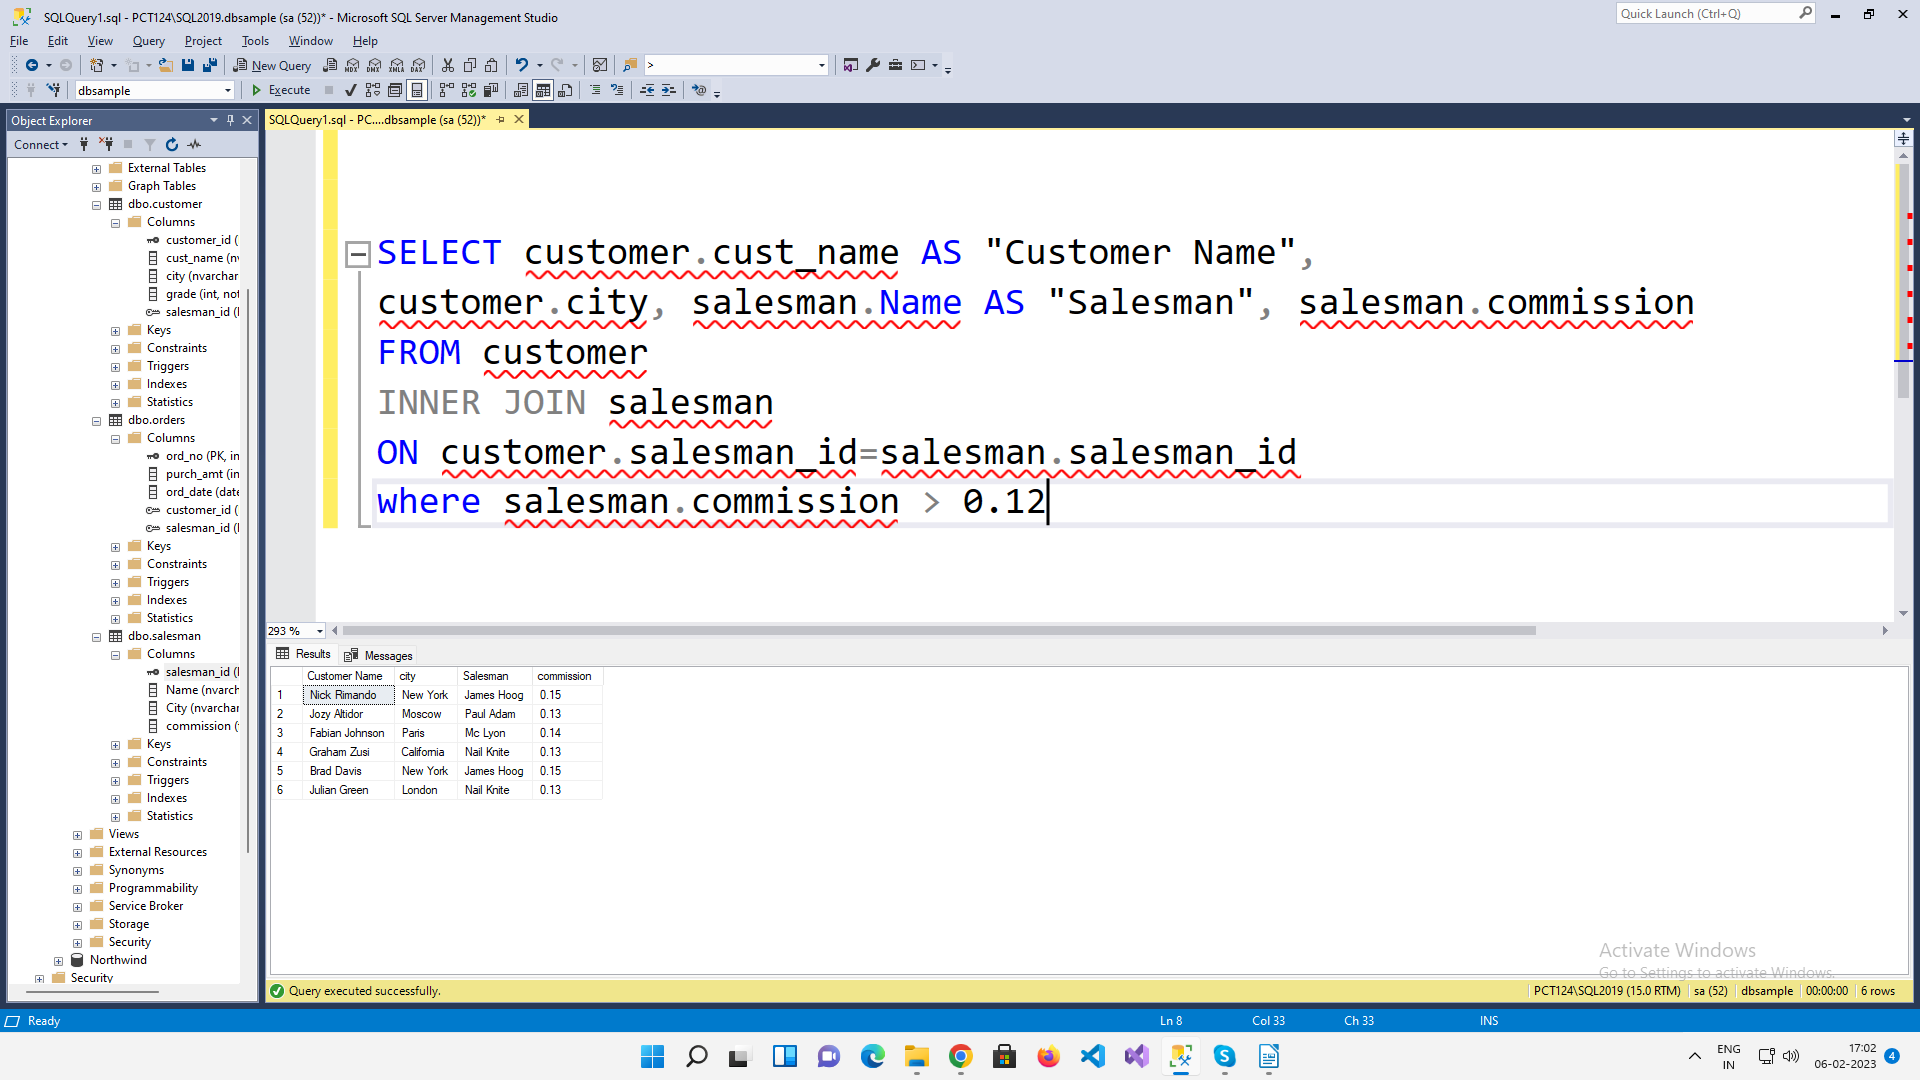 SQLQuery1.sql - PCT124\SQL2019.dbsample (sa (52))* - Microsoft SQL Server Management Studio
Quick Launch (Ctrl+Q)
File Edit View Query Project Tools Window Help
New Query MDX DMX XMLA DAX >
dbsample Execute
Object Explorer
SQLQuery1.sql - PC....dbsample (sa (52))*
Connect
External Tables
Graph Tables
dbo.customer
Columns
customer_id (
cust_name (nv
city (nvarchar
grade (int, not
salesman_id (
Keys
Constraints
Triggers
Indexes
Statistics
dbo.orders
Columns
ord_no (PK, in
purch_amt (in
ord_date (date
customer_id (
salesman_id (
Keys
Constraints
Triggers
Indexes
Statistics
dbo.salesman
Columns
salesman_id (
Name (nvarch
City (nvarchar
commission (
Keys
Constraints
Triggers
Indexes
Statistics
Views
External Resources
Synonyms
Programmability
Service Broker
Storage
Security
Northwind
Security
SELECT customer.cust_name AS "Customer Name",
customer.city, salesman.Name AS "Salesman", salesman.commission
FROM customer
INNER JOIN salesman
ON customer.salesman_id=salesman.salesman_id
where salesman.commission > 0.12
293 %
Results Messages
Customer Name city Salesman commission
1 Nick Rimando New York James Hoog 0.15
2 Jozy Altidor Moscow Paul Adam 0.13
3 Fabian Johnson Paris Mc Lyon 0.14
4 Graham Zusi California Nail Knite 0.13
5 Brad Davis New York James Hoog 0.15
6 Julian Green London Nail Knite 0.13
Activate Windows
Go to Settings to activate Windows.
Query executed successfully.
PCT124\SQL2019 (15.0 RTM) sa (52) dbsample 00:00:00 6 rows
Ready Ln 8 Col 33 Ch 33 INS
ENG
IN
17:02
06-02-2023
4